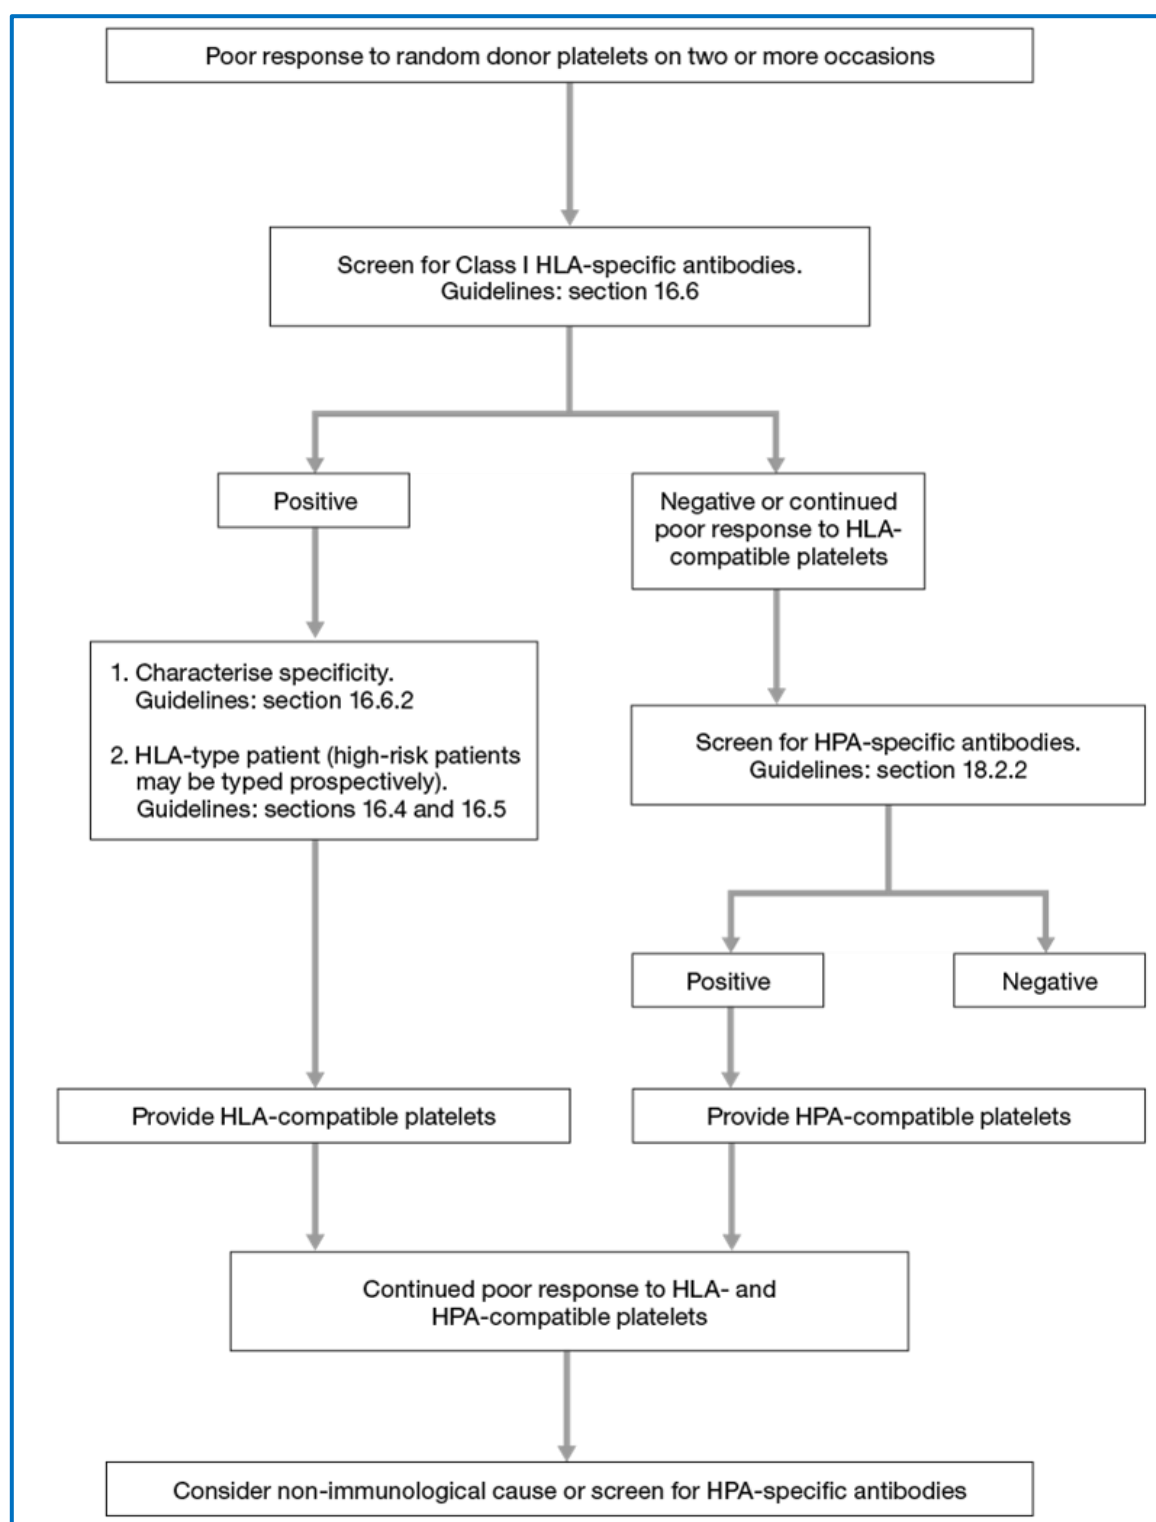 Poor response to random donor platelets on two or more occasions
Screen for Class I HLA-specific antibodies.
Guidelines: section 16.6
Positive
Negative or continued
poor response to HLA-
compatible platelets
1. Characterise specificity.
Guidelines: section 16.6.2
2. HLA-type patient (high-risk patients
may be typed prospectively).
Guidelines: sections 16.4 and 16.5
Screen for HPA-specific antibodies.
Guidelines: section 18.2.2
Positive
Negative
Provide HLA-compatible platelets
Provide HPA-compatible platelets
Continued poor response to HLA- and
HPA-compatible platelets
Consider non-immunological cause or screen for HPA-specific antibodies